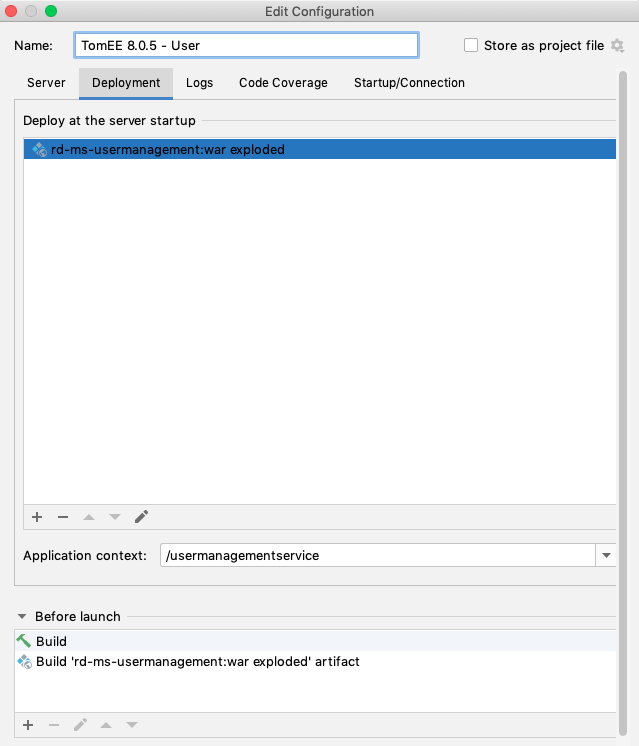 Edit Configuration
Name: TomEE 8.0.5 - User Store as project file
Server Deployment Logs Code Coverage Startup/Connection
Deploy at the server startup
rd-ms-usermanagement:war exploded
Application context: /usermanagementservice
Before launch
Build
Build 'rd-ms-usermanagement:war exploded' artifact